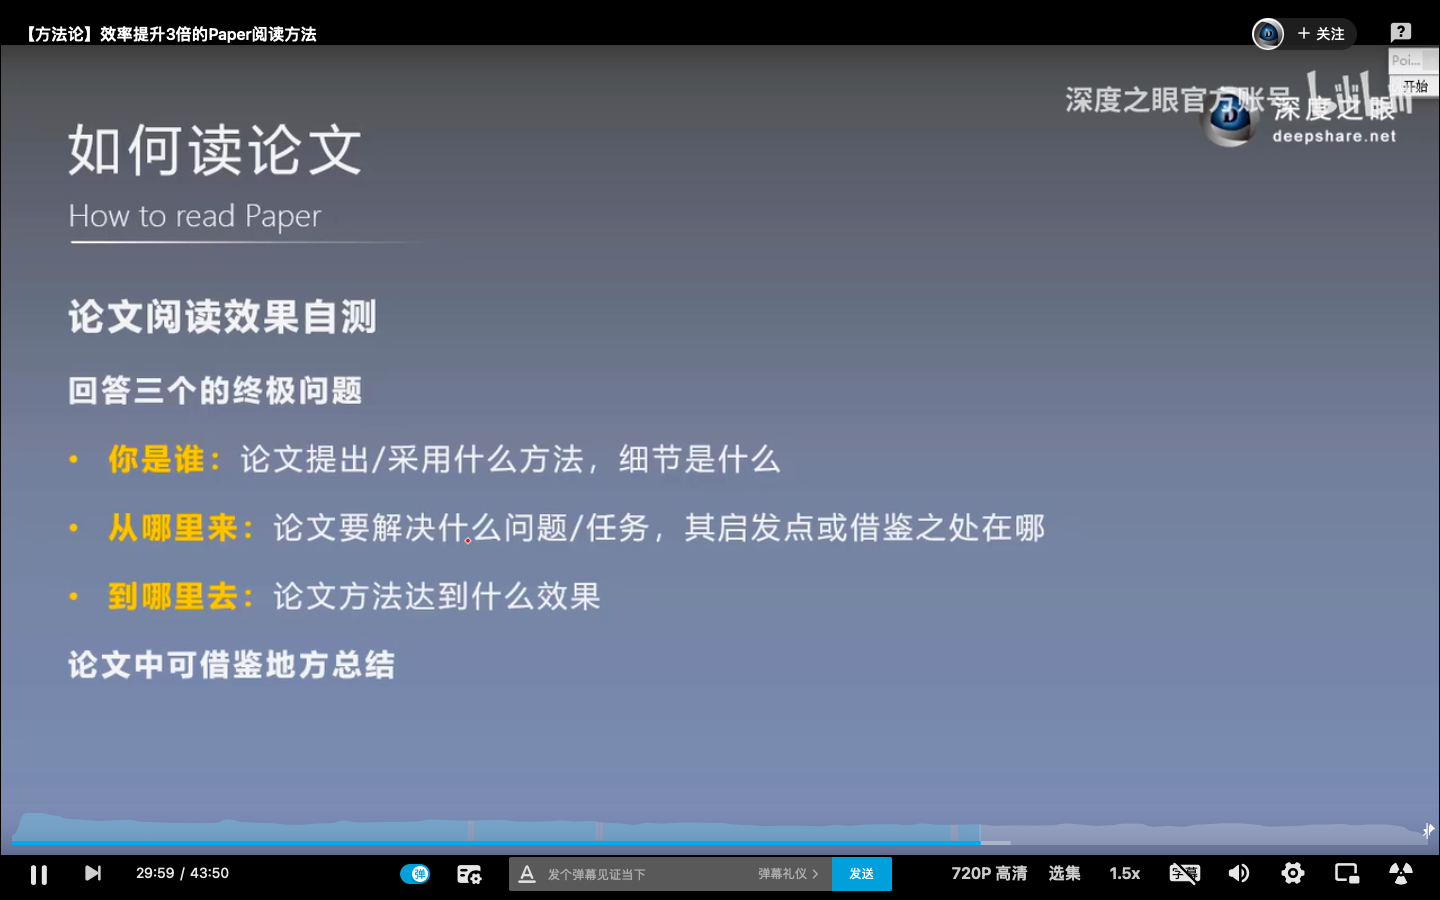 【方法论】效率提升3倍的Paper阅读方法
+ 关注
?
Poi...
开始
深度之眼官方账号
bilibili
深度之眼
deepshare.net
如何读论文
How to read Paper
论文阅读效果自测
回答三个的终极问题
• 你是谁：论文提出/采用什么方法，细节是什么
• 从哪里来：论文要解决什么问题/任务，其启发点或借鉴之处在哪
• 到哪里去：论文方法达到什么效果
论文中可借鉴地方总结
29:59 / 43:50
弹
A 发个弹幕见证当下
弹幕礼仪 >
发送
720P 高清
选集
1.5x
字幕